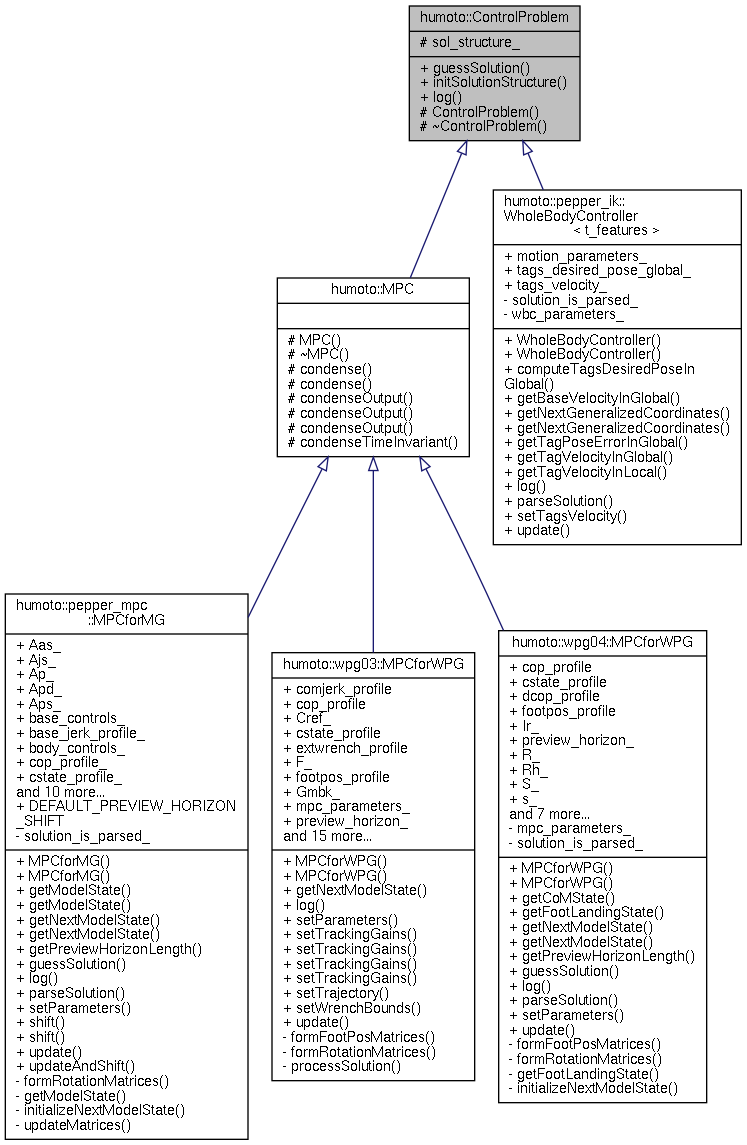 humoto::ControlProblem
# sol_structure_
+ guessSolution()
+ initSolutionStructure()
+ log()
# ControlProblem()
# ~ControlProblem()
humoto::pepper_ik::
WholeBodyController
< t_features >
+ motion_parameters_
+ tags_desired_pose_global_
+ tags_velocity_
- solution_is_parsed_
- wbc_parameters_
+ WholeBodyController()
+ WholeBodyController()
+ computeTagsDesiredPoseIn
Global()
+ getBaseVelocityInGlobal()
+ getNextGeneralizedCoordinates()
+ getNextGeneralizedCoordinates()
+ getTagPoseErrorInGlobal()
+ getTagVelocityInGlobal()
+ getTagVelocityInLocal()
+ log()
+ parseSolution()
+ setTagsVelocity()
+ update()
humoto::MPC
# MPC()
# ~MPC()
# condense()
# condense()
# condenseOutput()
# condenseOutput()
# condenseOutput()
# condenseTimeInvariant()
humoto::pepper_mpc
::MPCforMG
+ Aas_
+ Ajs_
+ Ap_
+ Apd_
+ Aps_
+ base_controls_
+ base_jerk_profile_
+ body_controls_
+ cop_profile_
+ cstate_profile_
and 10 more...
+ DEFAULT_PREVIEW_HORIZON
_SHIFT
- solution_is_parsed_
+ MPCforMG()
+ MPCforMG()
+ getModelState()
+ getModelState()
+ getNextModelState()
+ getNextModelState()
+ getPreviewHorizonLength()
+ guessSolution()
+ log()
+ parseSolution()
+ setParameters()
+ shift()
+ shift()
+ update()
+ updateAndShift()
- formRotationMatrices()
- getModelState()
- initializeNextModelState()
- updateMatrices()
humoto::wpg03::MPCforWPG
+ comjerk_profile
+ cop_profile
+ Cref_
+ cstate_profile
+ extwrench_profile
+ F_
+ footpos_profile
+ Gmbk_
+ mpc_parameters_
+ preview_horizon_
and 15 more...
+ MPCforWPG()
+ MPCforWPG()
+ getNextModelState()
+ log()
+ setParameters()
+ setTrackingGains()
+ setTrackingGains()
+ setTrackingGains()
+ setTrackingGains()
+ setTrajectory()
+ setWrenchBounds()
+ update()
- formFootPosMatrices()
- formRotationMatrices()
- processSolution()
humoto::wpg04::MPCforWPG
+ cop_profile
+ cstate_profile
+ dcop_profile
+ footpos_profile
+ Ir_
+ preview_horizon_
+ R_
+ Rh_
+ S_
+ s_
and 7 more...
- mpc_parameters_
- solution_is_parsed_
+ MPCforWPG()
+ MPCforWPG()
+ getCoMState()
+ getFootLandingState()
+ getNextModelState()
+ getNextModelState()
+ getPreviewHorizonLength()
+ guessSolution()
+ log()
+ parseSolution()
+ setParameters()
+ update()
- formFootPosMatrices()
- formRotationMatrices()
- getFootLandingState()
- initializeNextModelState()